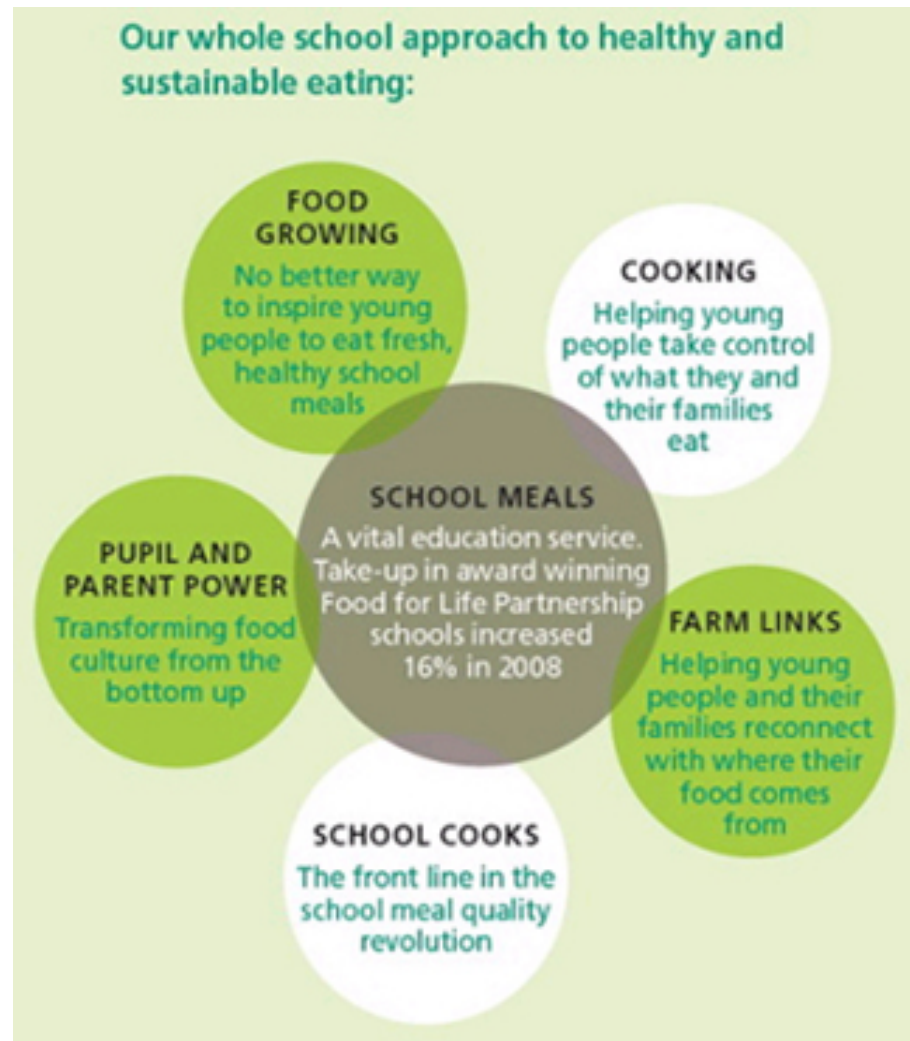 Our whole school approach to healthy and
sustainable eating:
FOOD
GROWING
No better way
to inspire young
people to eat fresh,
healthy school
meals
COOKING
Helping young
people take control
of what they and
their families
eat
SCHOOL MEALS
A vital education service.
Take-up in award winning
Food for Life Partnership
schools increased
16% in 2008
PUPIL AND
PARENT POWER
Transforming food
culture from the
bottom up
FARM LINKS
Helping young
people and their
families reconnect
with where their
food comes
from
SCHOOL COOKS
The front line in the
school meal quality
revolution